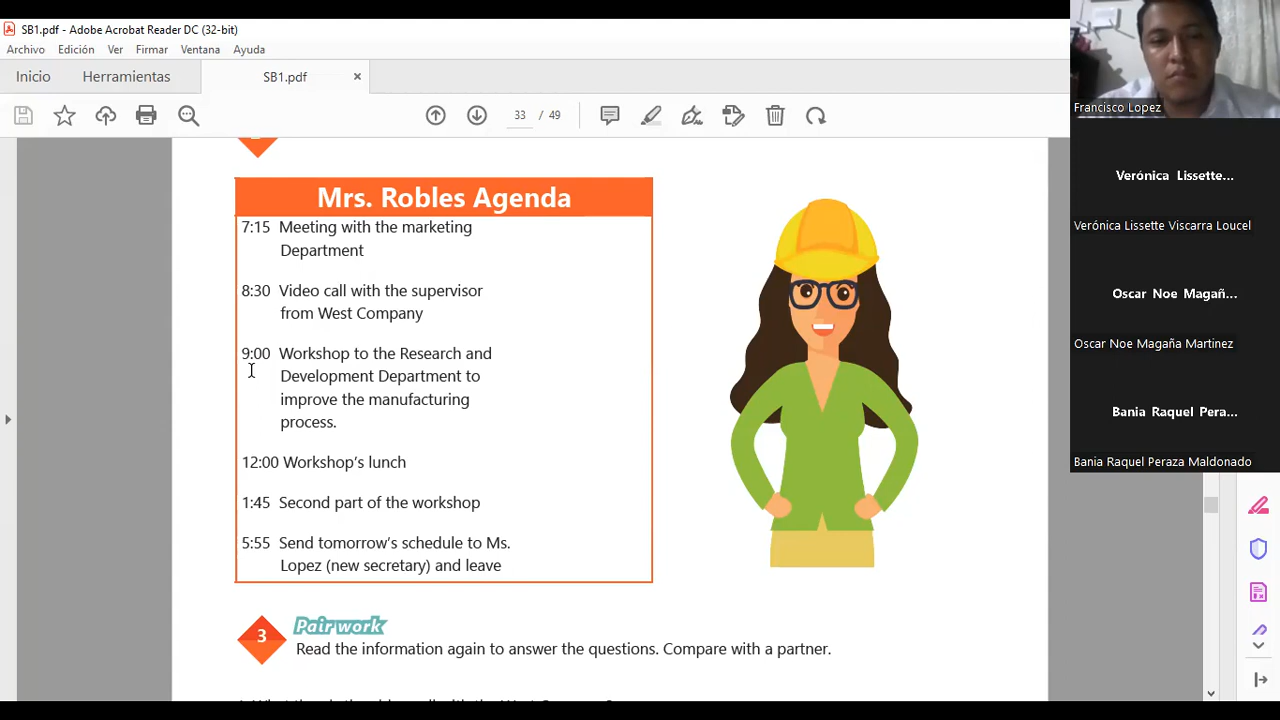 SB1.pdf - Adobe Acrobat Reader DC (32-bit)
Archivo Edición Ver Firmar Ventana Ayuda
Inicio Herramientas SB1.pdf ×
33 / 49
Mrs. Robles Agenda
7:15 Meeting with the marketing
Department
8:30 Video call with the supervisor
from West Company
9:00 Workshop to the Research and
Development Department to
improve the manufacturing
process.
12:00 Workshop's lunch
1:45 Second part of the workshop
5:55 Send tomorrow's schedule to Ms.
Lopez (new secretary) and leave
3 Pair work
Read the information again to answer the questions. Compare with a partner.
Francisco Lopez
Verónica Lissette...
Verónica Lissette Viscarra Loucel
Oscar Noe Magañ...
Oscar Noe Magaña Martinez
Bania Raquel Pera...
Bania Raquel Peraza Maldonado